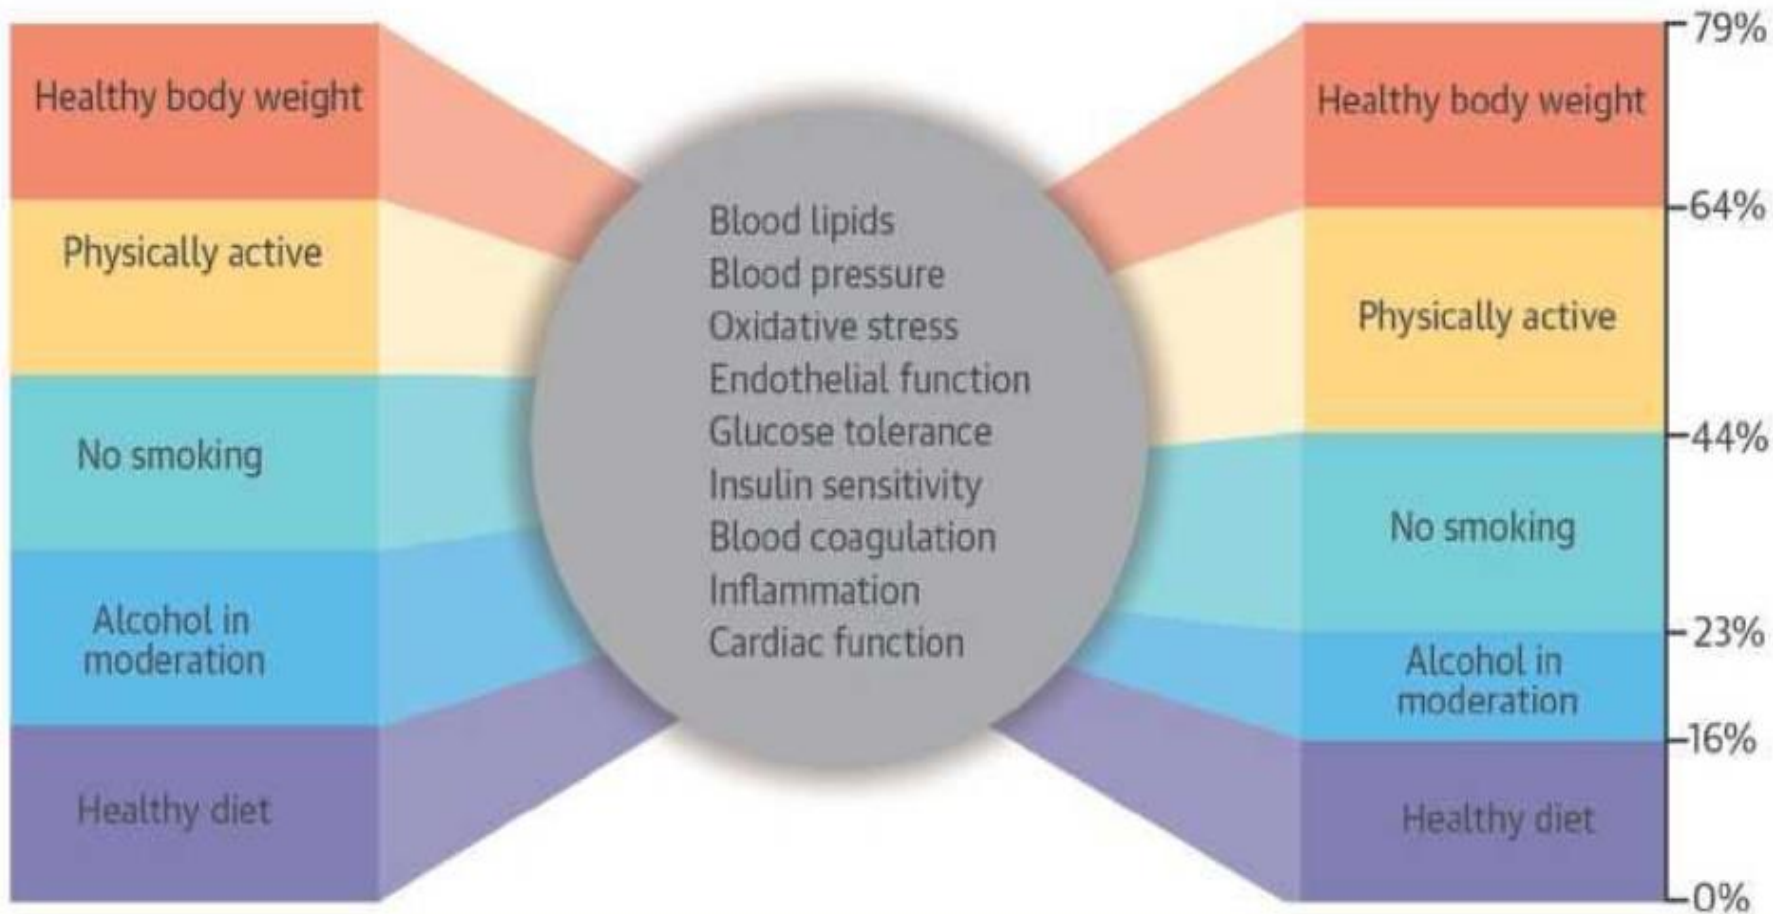 Healthy body weight
Physically active
No smoking
Alcohol in
moderation
Healthy diet
Blood lipids
Blood pressure
Oxidative stress
Endothelial function
Glucose tolerance
Insulin sensitivity
Blood coagulation
Inflammation
Cardiac function
Healthy body weight
Physically active
No smoking
Alcohol in
moderation
Healthy diet
79%
64%
44%
23%
16%
0%